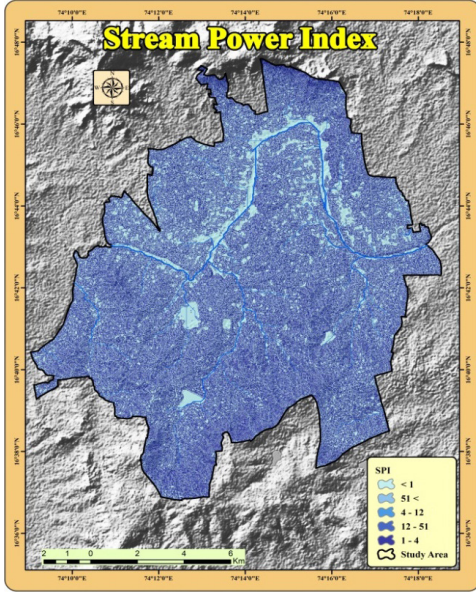 74°10'0"E 74°12'0"E 74°14'0"E 74°16'0"E 74°18'0"E
Stream Power Index
N
W E
S
SPI
< 1
51 <
4 - 12
12 - 51
1 - 4
Study Area
2 1 0 2 4 6
Km
74°10'0"E 74°12'0"E 74°14'0"E 74°16'0"E 74°18'0"E